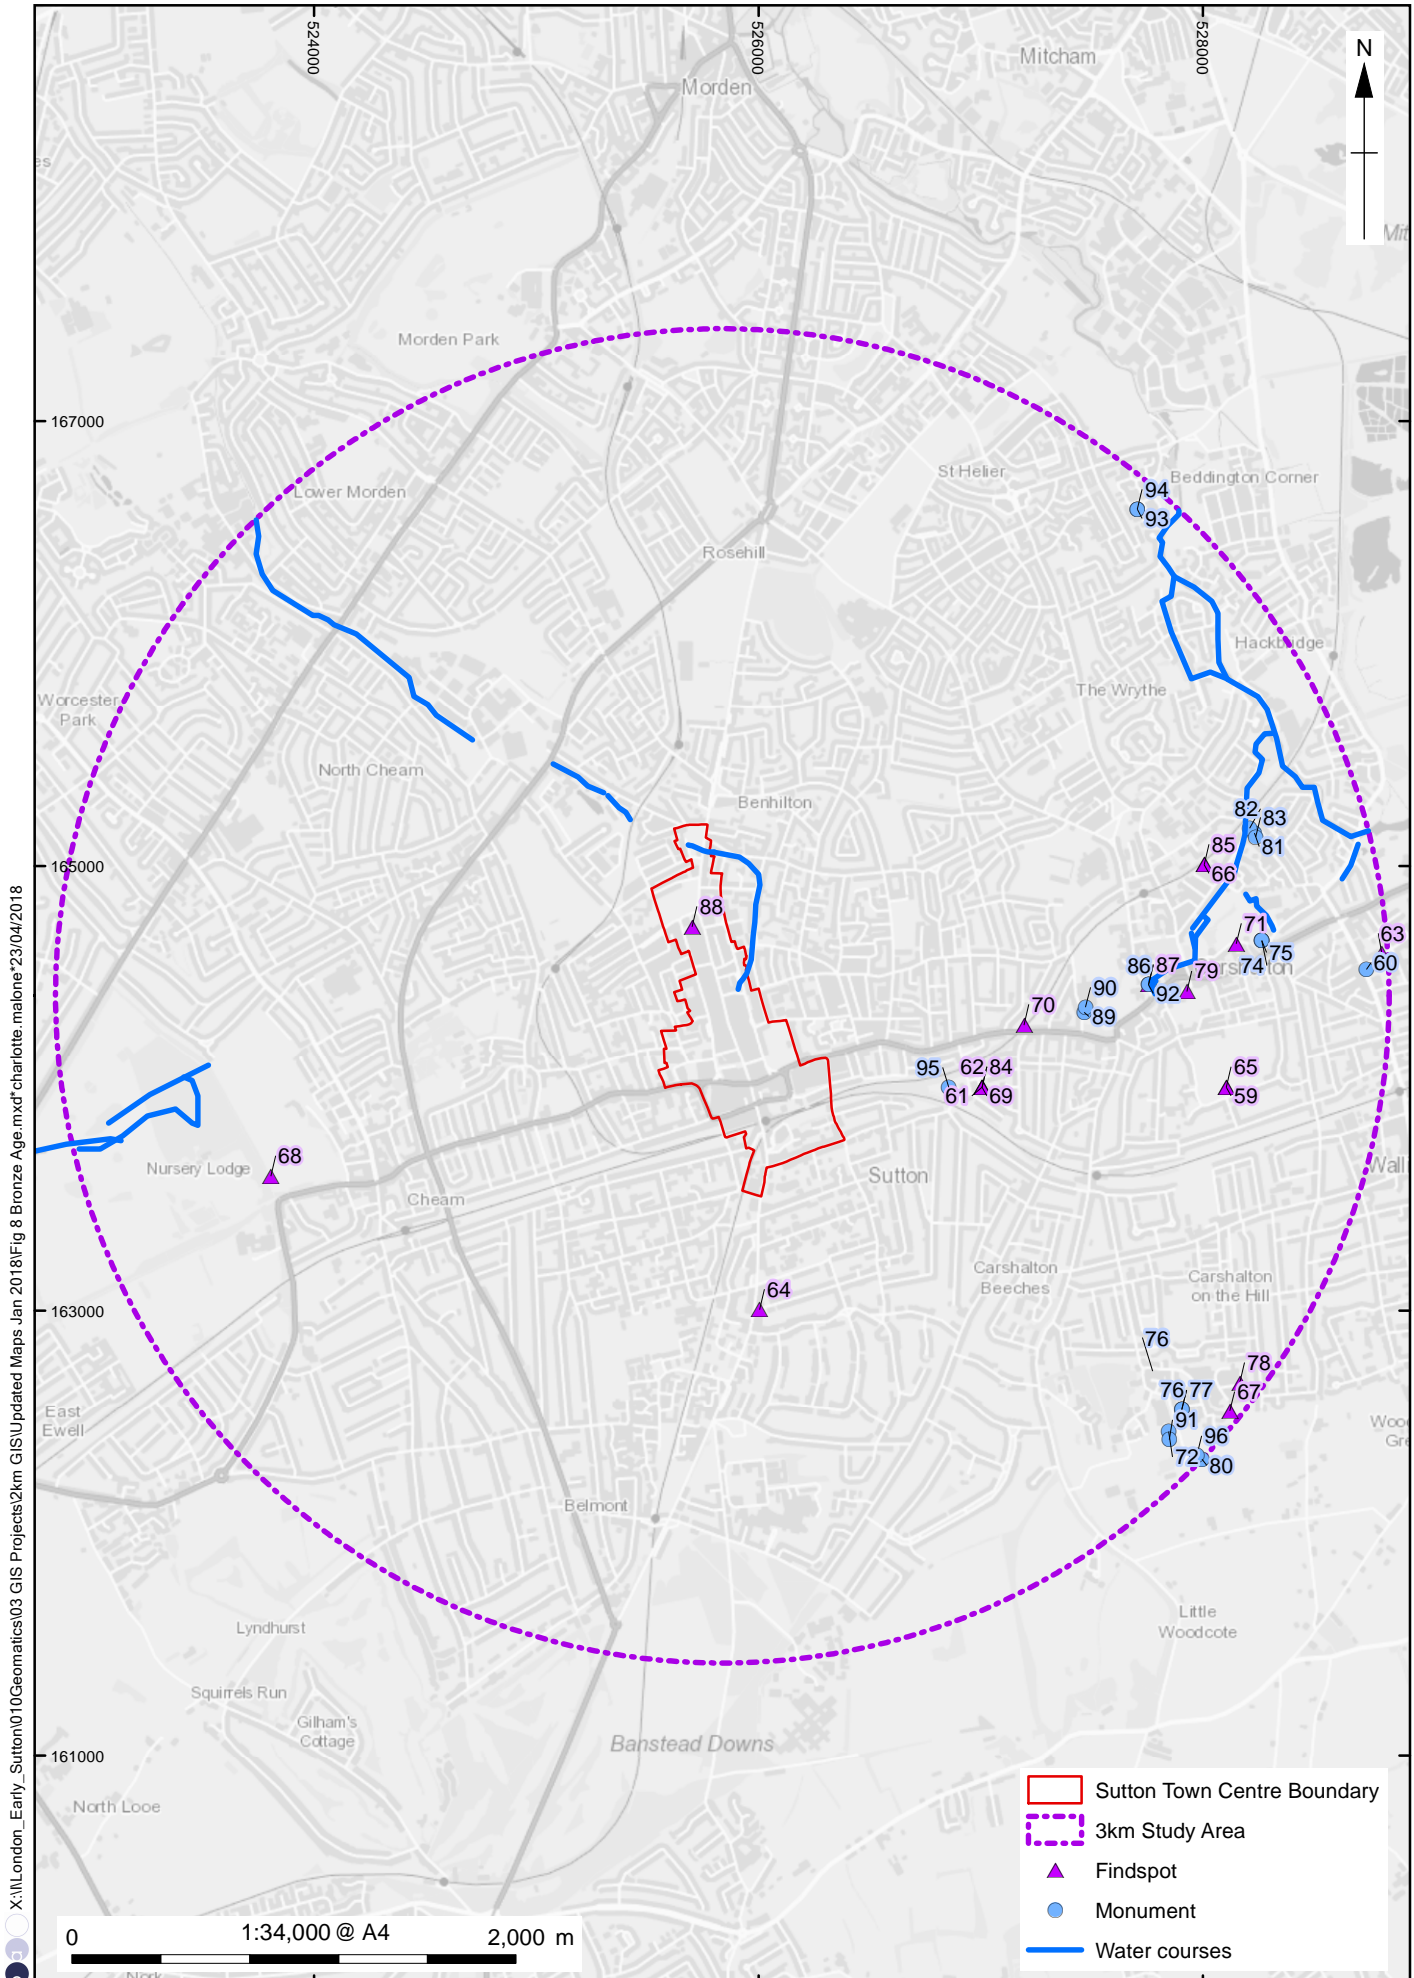 524000
526000
528000
N
Mitcham
Morden
Mit
es
Morden Park
167000
St Helier
Beddington Corner
94
93
Lower Morden
Rosehill
Hackbridge
The Wrythe
Worcester
Park
North Cheam
Benhilton
82
83
81
85
66
165000
88
71
63
75
74
60
86
87
79
92
90
89
70
95
62
84
61
69
65
59
68
Nursery Lodge
Wall
Sutton
Cheam
Carshalton
Beeches
Carshalton
on the Hill
64
163000
76
78
76
77
67
91
96
72
80
East
Ewell
Woo
Gre
Belmont
Little
Woodcote
Lyndhurst
Squirrels Run
Gilham's
Cottage
Banstead Downs
161000
North Looe
Sutton Town Centre Boundary
3km Study Area
Findspot
Monument
Water courses
0
1:34,000 @ A4
2,000 m
X:\I\London_Early_Sutton\010Geomatics\03 GIS Projects\2km GIS\Updated Maps Jan 2018\Fig 8 Bronze Age.mxd*charlotte.malone*23/04/2018